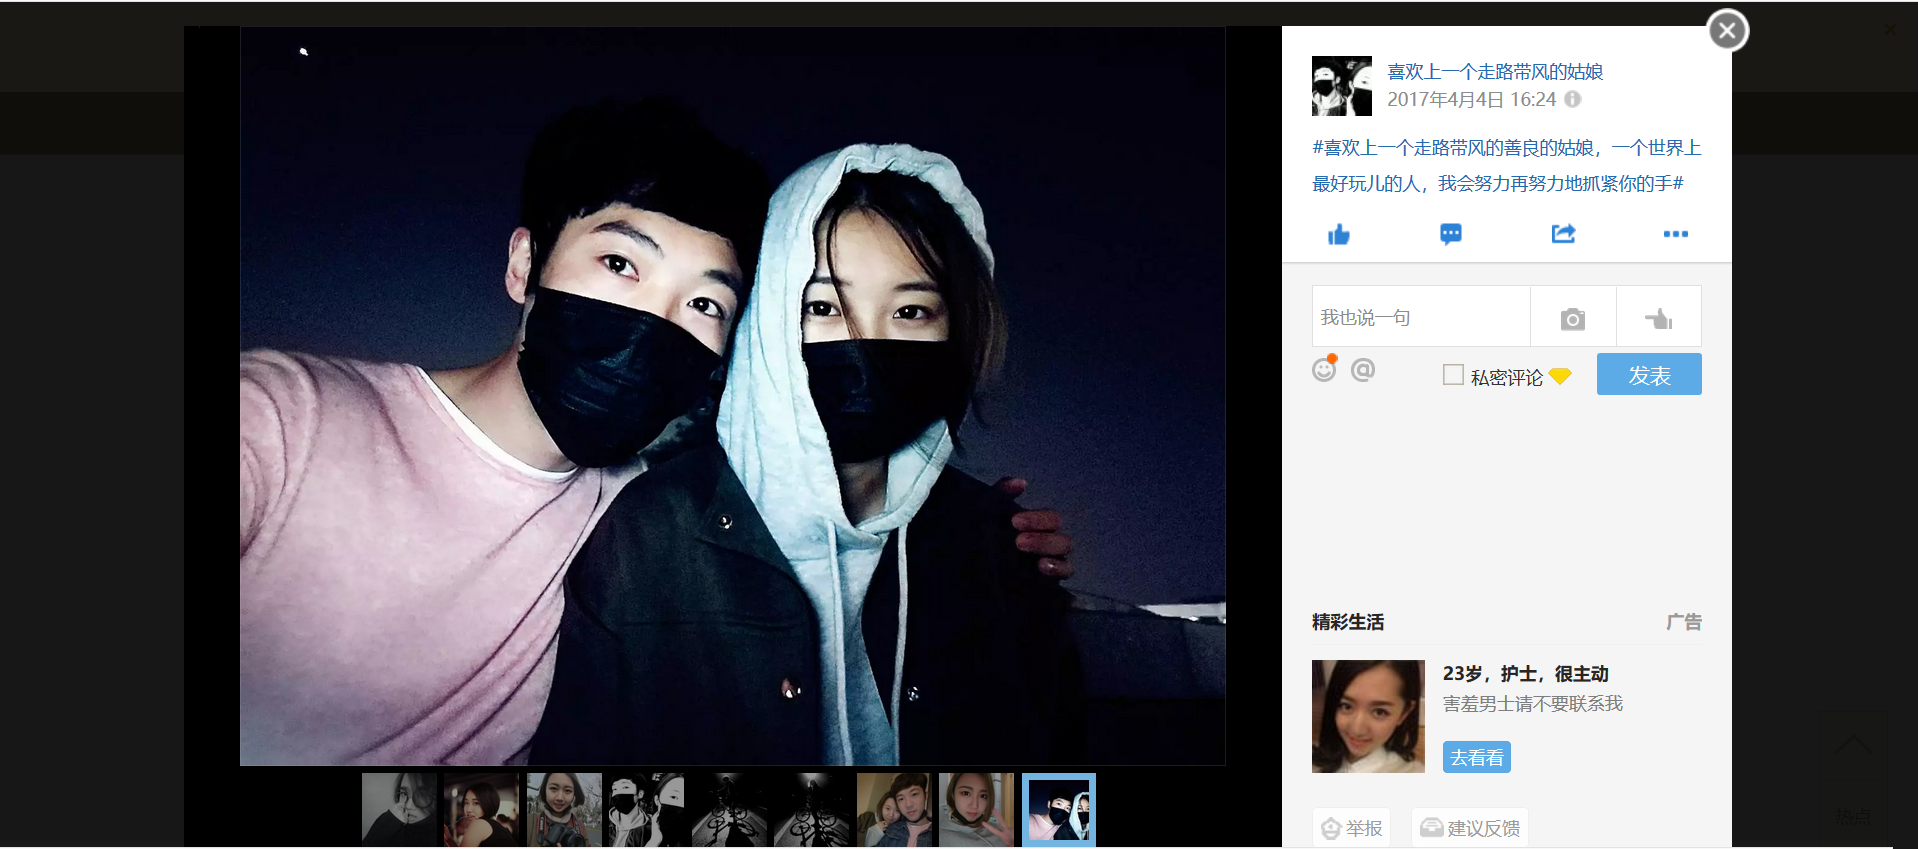 喜欢上一个走路带风的姑娘
2017年4月4日 16:24
#喜欢上一个走路带风的善良的姑娘，一个世界上
最好玩儿的人，我会努力再努力地抓紧你的手#
我也说一句
@
私密评论
发表
精彩生活
广告
23岁，护士，很主动
害羞男士请不要联系我
去看看
举报
建议反馈
热点